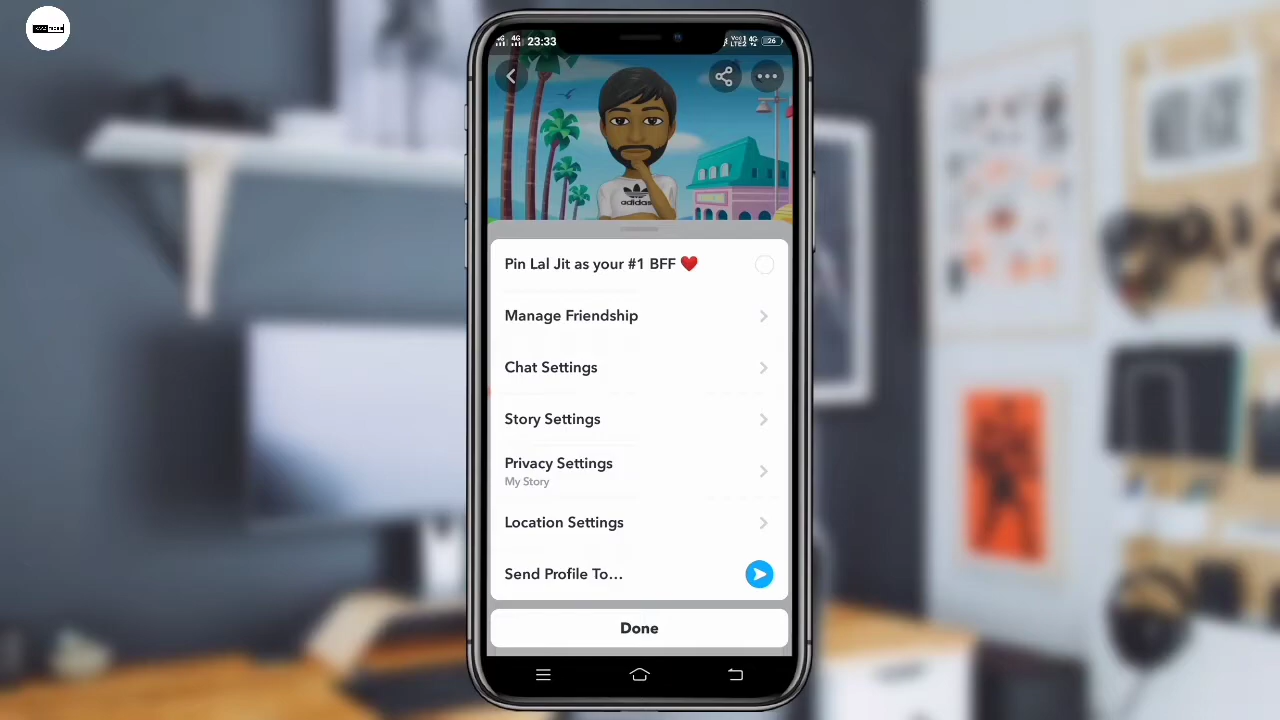 23:33
Pin Lal Jit as your #1 BFF ❤️
Manage Friendship
Chat Settings
Story Settings
Privacy Settings
My Story
Location Settings
Send Profile To...
Done
adidas